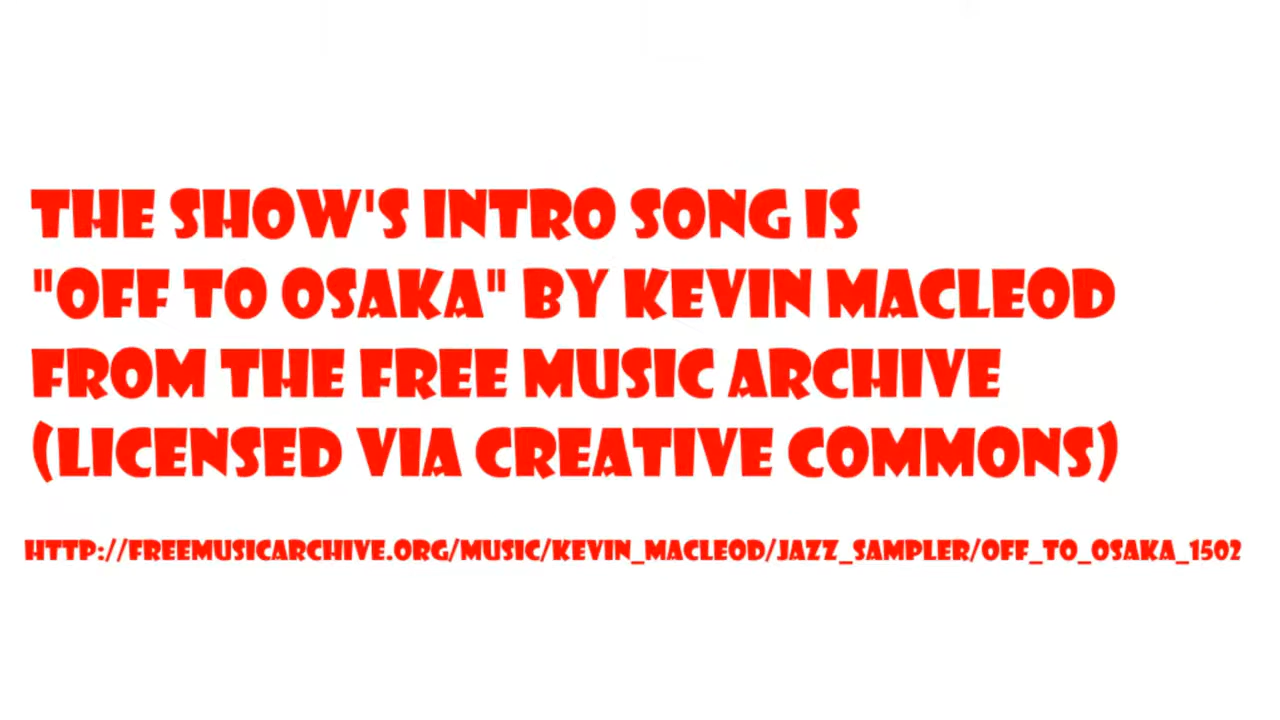 THE SHOW'S INTRO SONG IS
"OFF TO OSAKA" BY KEVIN MACLEOD
FROM THE FREE MUSIC ARCHIVE
(LICENSED VIA CREATIVE COMMONS)
HTTP://FREEMUSICARCHIVE.ORG/MUSIC/KEVIN_MACLEOD/JAZZ_SAMPLER/OFF_TO_OSAKA_1502